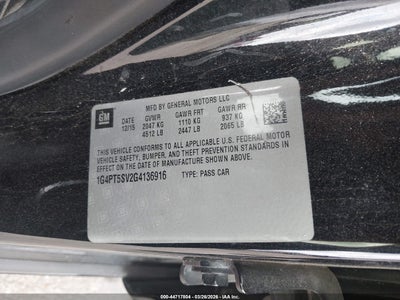 MFD BY GENERAL MOTORS LLC
GM
DATE GVWR GAWR FRT GAWR RR
12/15 2047 KG 1110 KG 937 KG
4512 LB 2447 LB 2065 LB
THIS VEHICLE CONFORMS TO ALL APPLICABLE U.S. FEDERAL MOTOR
VEHICLE SAFETY, BUMPER, AND THEFT PREVENTION STANDARDS
IN EFFECT ON THE DATE OF MANUFACTURE SHOWN ABOVE.
1G4PT5SV2G4136916 TYPE: PASS CAR
000-44717804 - 03/26/2026 - IAA